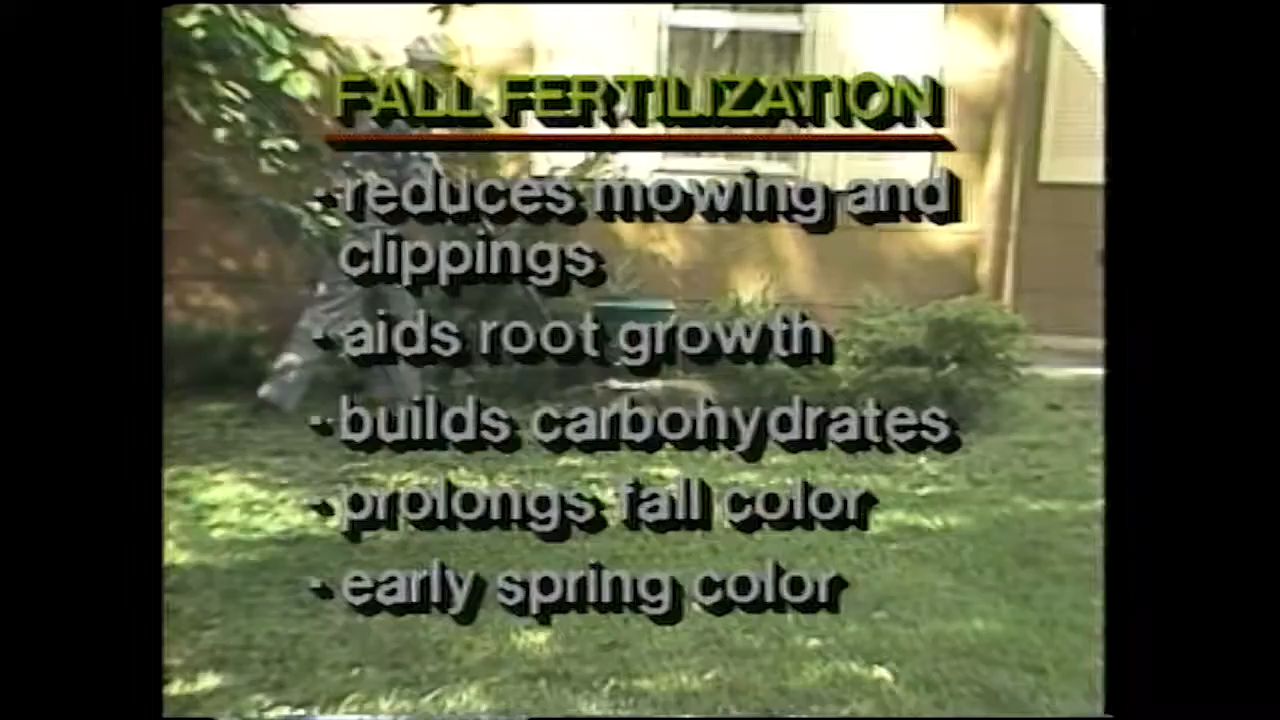 FALL FERTILIZATION
- reduces mowing and
clippings
- aids root growth
- builds carbohydrates
- prolongs fall color
- early spring color